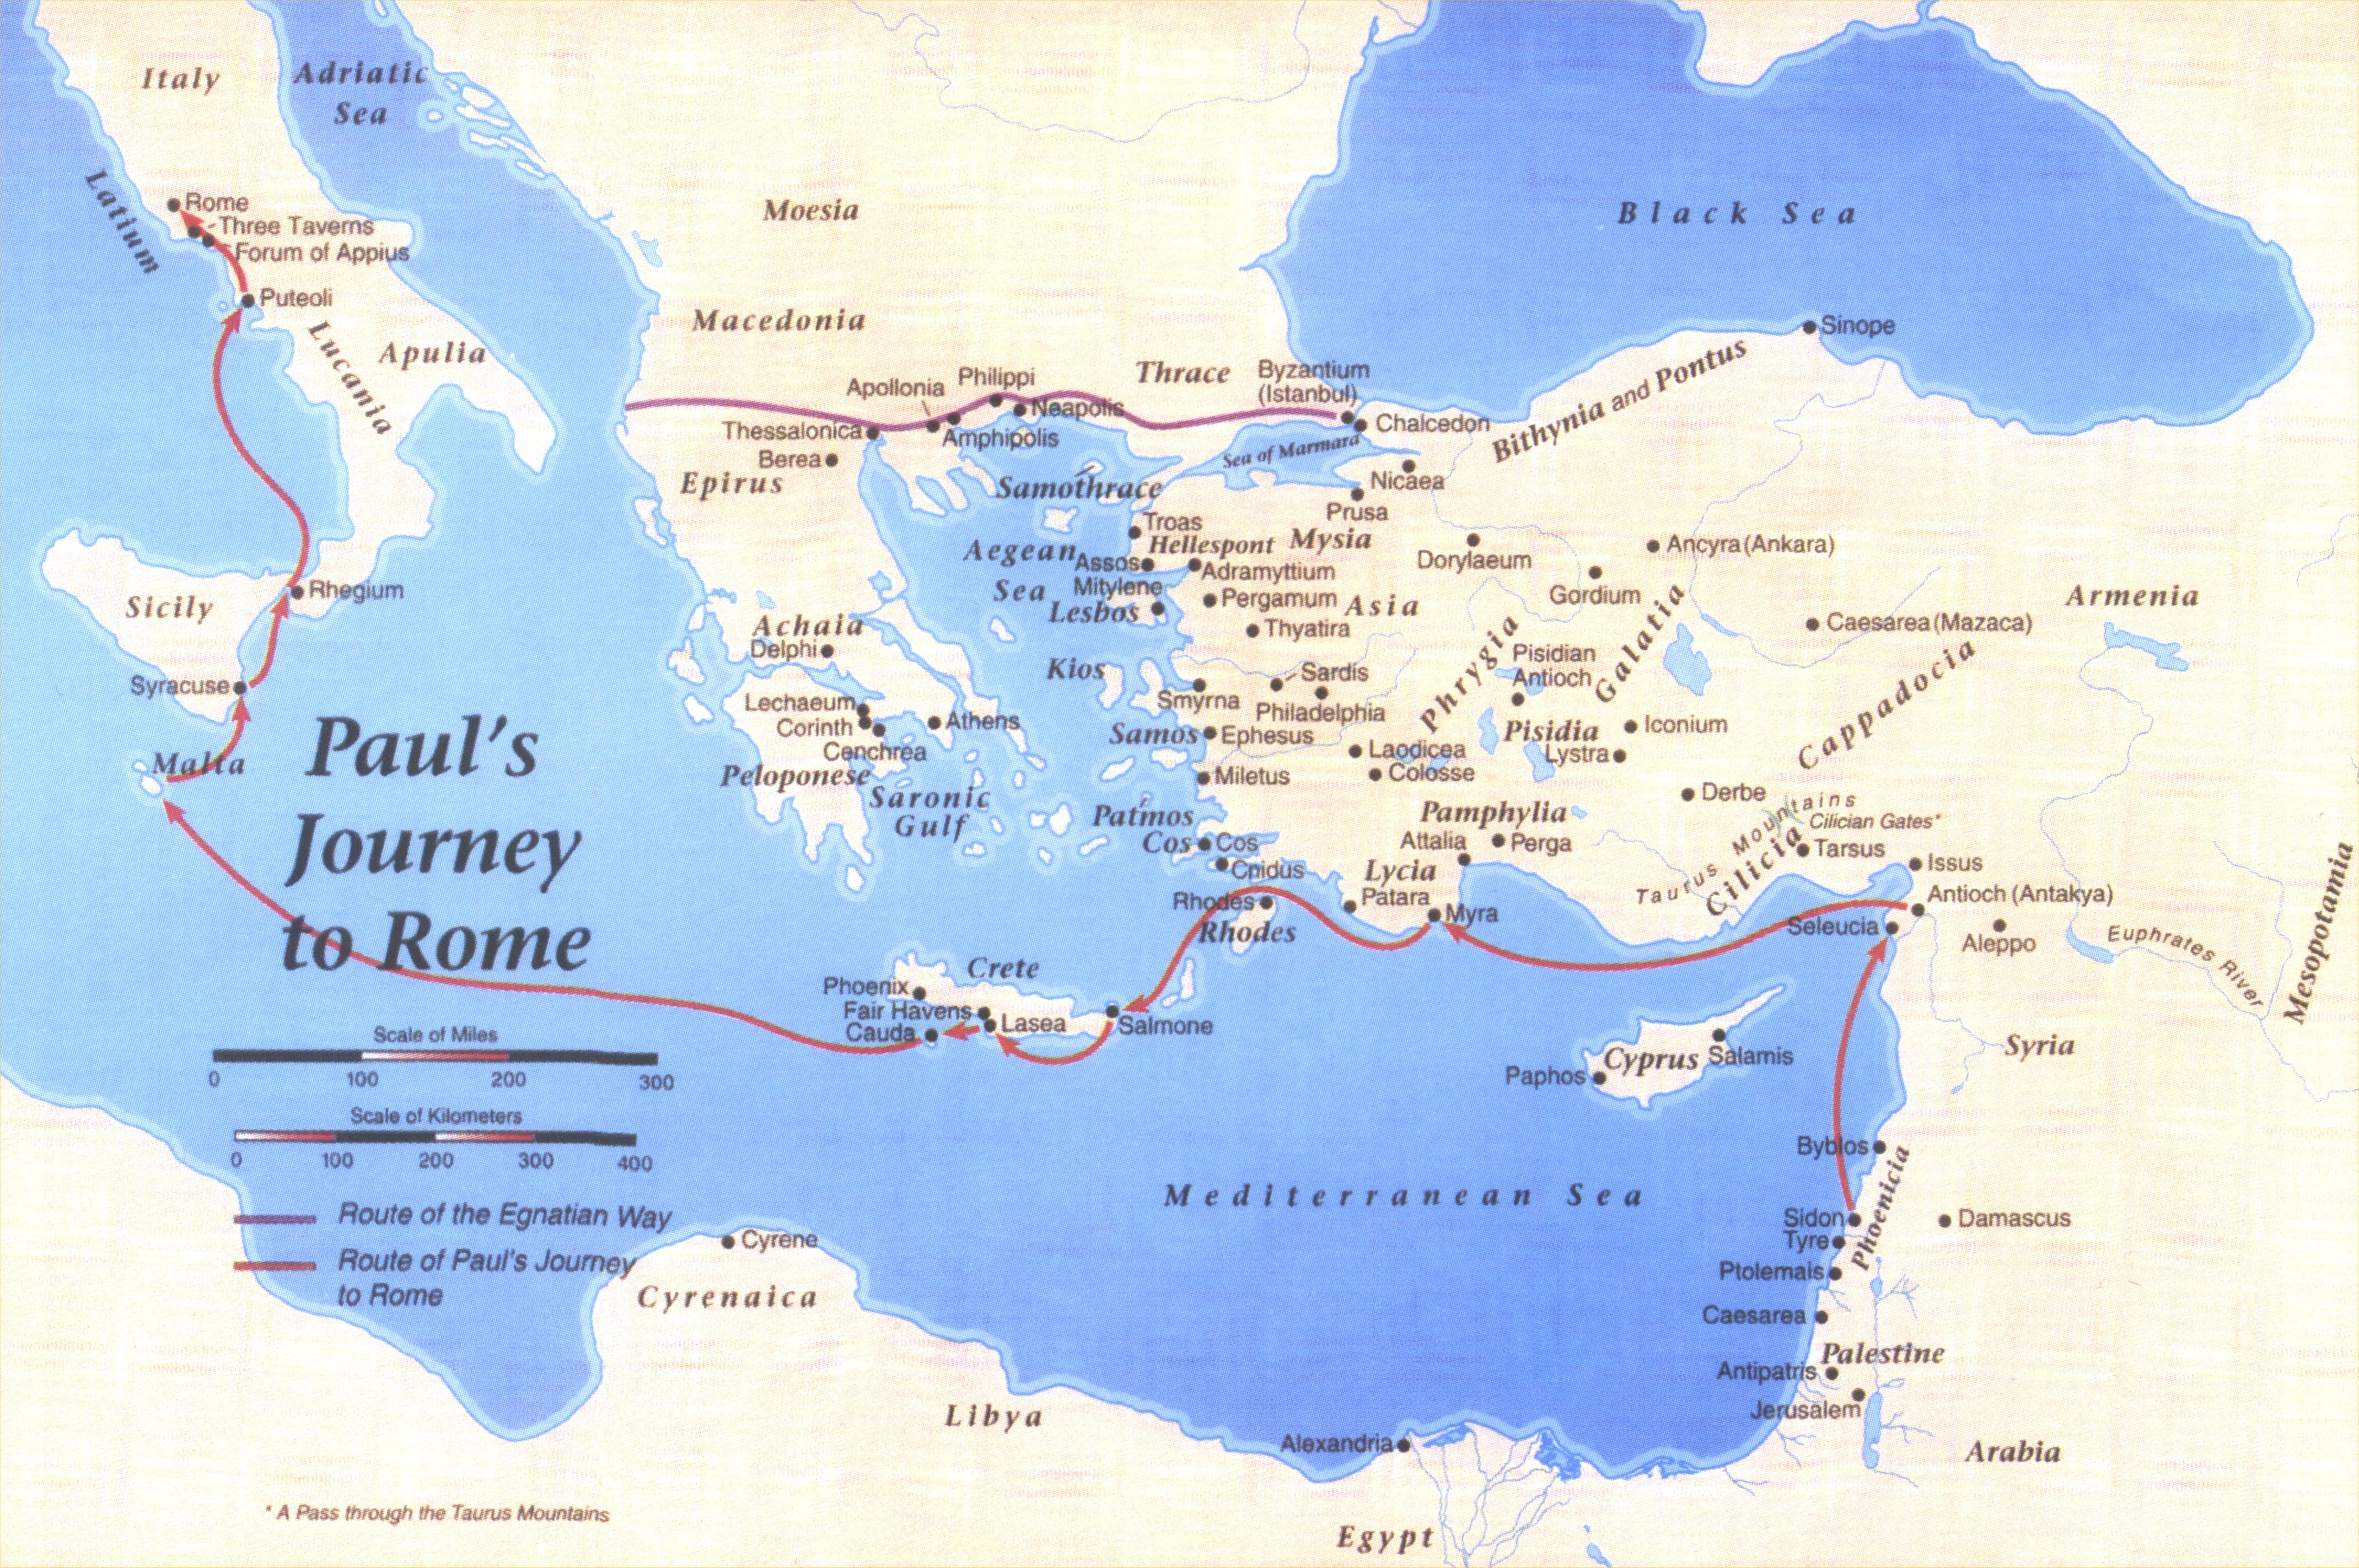 Italy
Adriatic
Sea
Latium
Rome
Three Taverns
Forum of Appius
Puteoli
Lucania
Apulia
Moesia
Macedonia
Black Sea
Sinope
Bithynia and Pontus
Thrace
Byzantium
(Istanbul)
Chalcedon
Sea of Marmara
Apollonia
Philippi
Neapolis
Amphipolis
Thessalonica
Berea
Epirus
Samothrace
Nicaea
Prusa
Troas
Hellespont
Mysia
Aegean
Sea
Assos
Adramyttium
Mitylene
Lesbos
Pergamum
Asia
Thyatira
Dorylaeum
Gordium
Ancyra (Ankara)
Galatia
Phrygia
Armenia
Caesarea (Mazaca)
Cappadocia
Sicily
Rhegium
Syracuse
Malta
Achaia
Delphi
Lechaeum
Corinth
Cenchrea
Athens
Peloponese
Saronic
Gulf
Kios
Smyrna
Sardis
Philadelphia
Pisidian
Antioch
Pisidia
Iconium
Lystra
Samos
Ephesus
Laodicea
Colosse
Miletus
Derbe
Patmos
Cos
Cos
Cnidus
Pamphylia
Attalia
Perga
Lycia
Patara
Myra
Taurus Mountains
Cilician Gates*
Cilicia
Tarsus
Issus
Antioch (Antakya)
Seleucia
Aleppo
Euphrates River
Mesopotamia
Rhodes
Rhodes
Paul's
Journey
to Rome
Crete
Phoenix
Fair Havens
Cauda
Lasea
Salmone
Cyprus
Salamis
Paphos
Syria
Scale of Miles
0 100 200 300
Scale of Kilometers
0 100 200 300 400
Route of the Egnatian Way
Route of Paul's Journey
to Rome
Mediterranean Sea
Byblos
Phoenicia
Sidon
Tyre
Damascus
Ptolemais
Caesarea
Palestine
Antipatris
Jerusalem
Cyrene
Cyrenaica
Libya
Alexandria
Egypt
Arabia
* A Pass through the Taurus Mountains